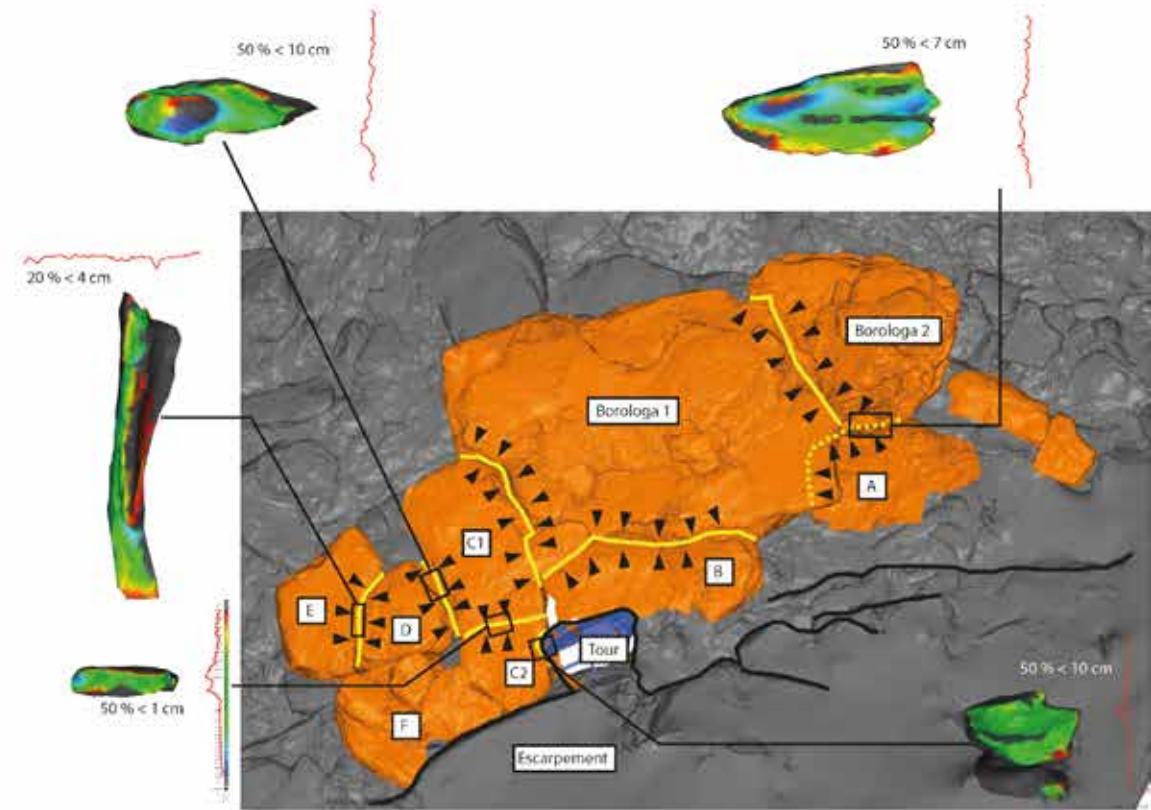 50 % < 10 cm
50 % < 7 cm
20 % < 4 cm
Borologa 2
Borologa 1
A
C1
B
E
D
Tour
C2
50 % < 10 cm
50 % < 1 cm
F
Escarpement